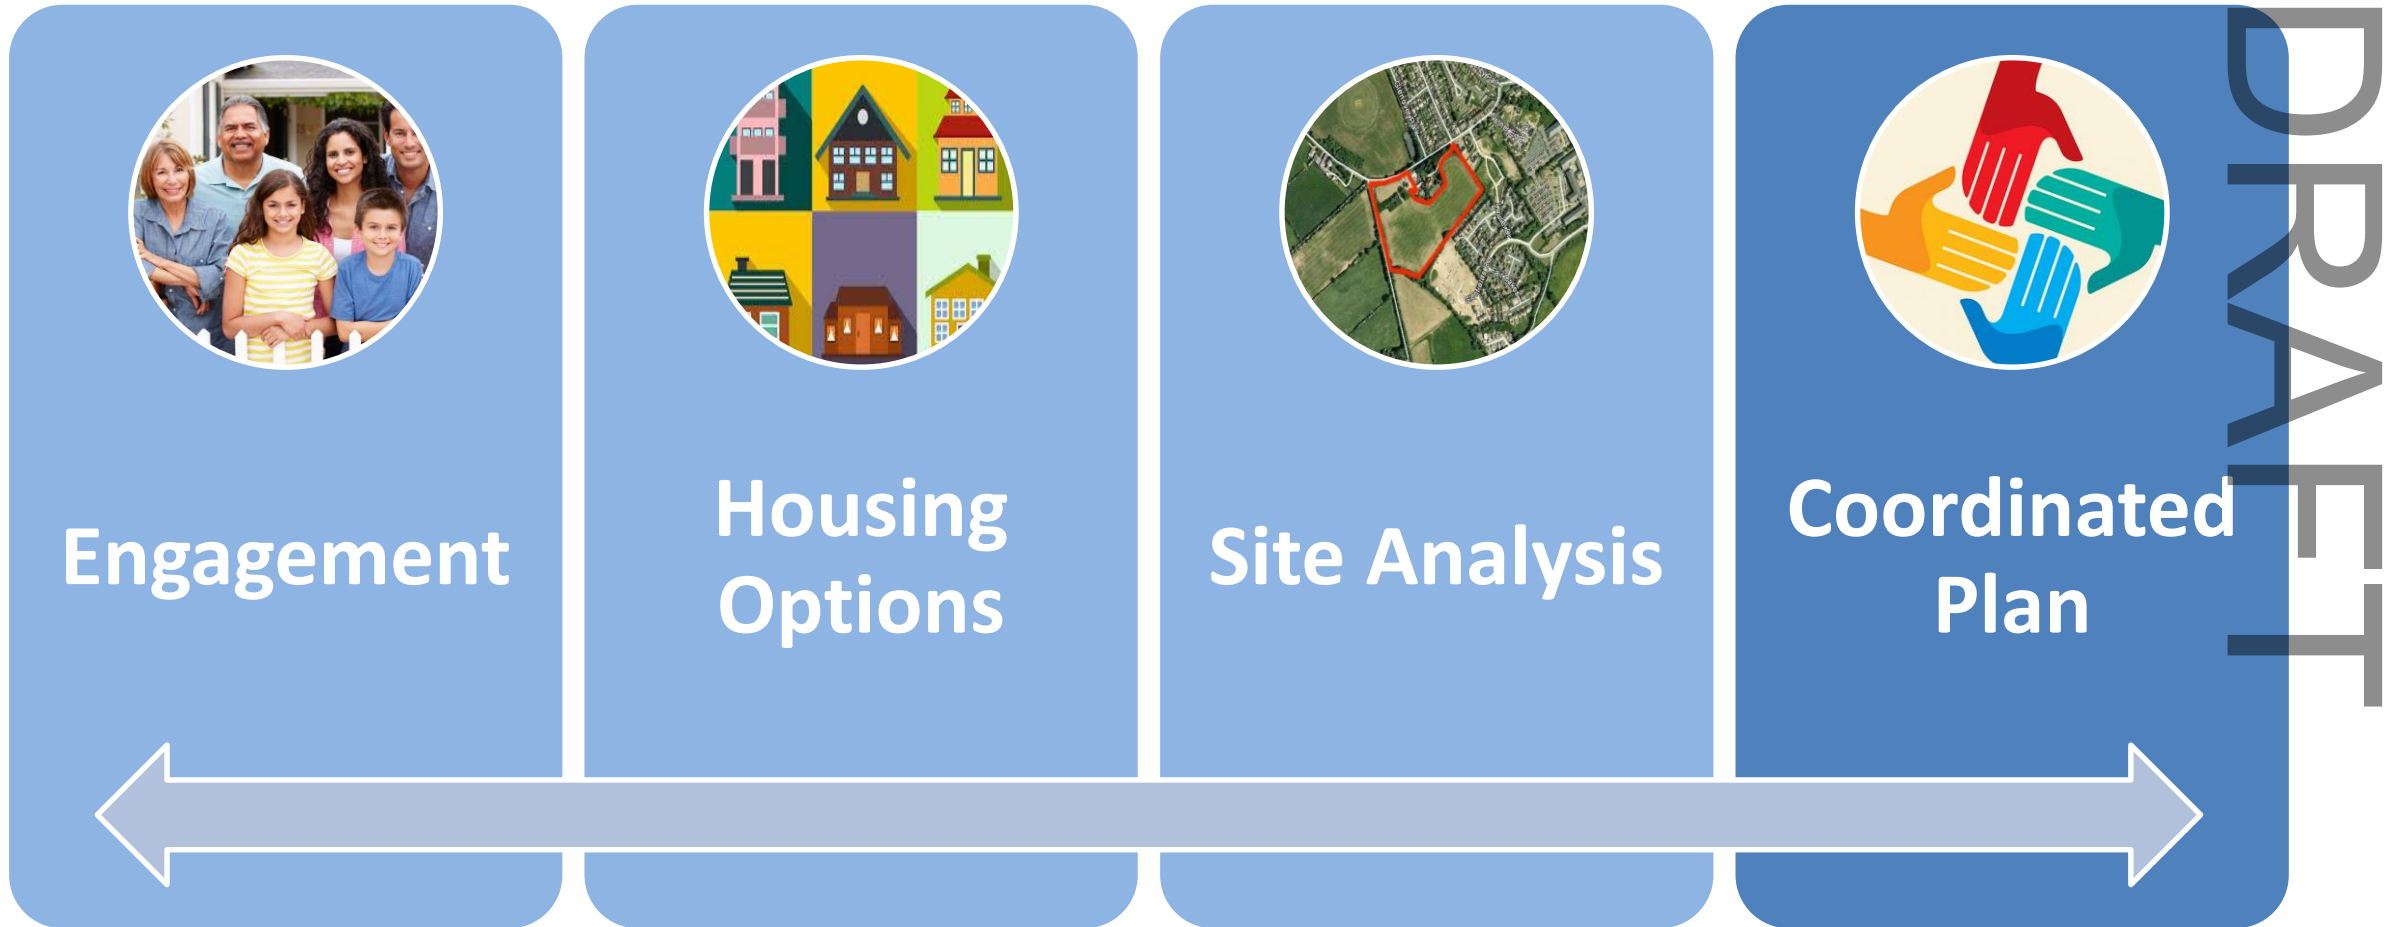 Engagement
Housing
Options
Site Analysis
Coordinated
Plan
DRAFT